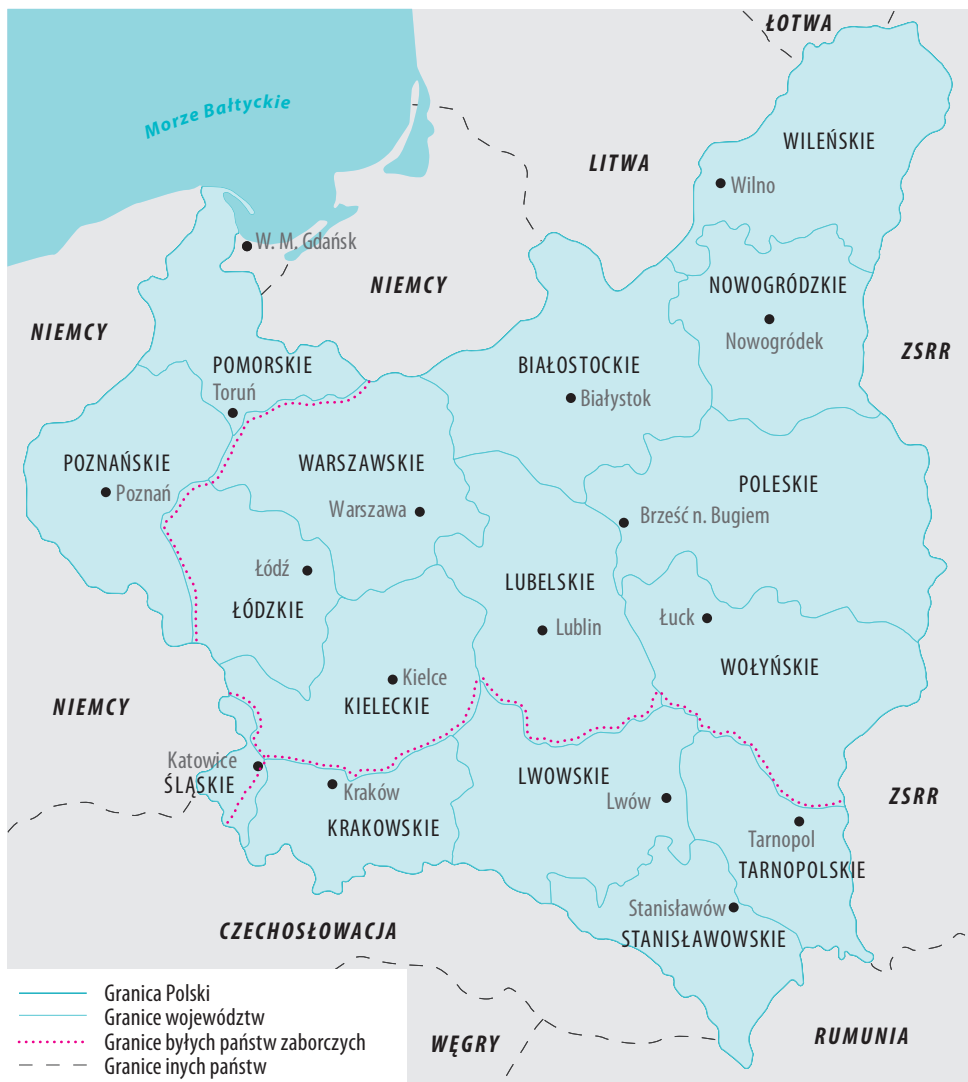 ŁOTWA
Morze Bałtyckie
WILEŃSKIE
LITWA
Wilno
W. M. Gdańsk
NIEMCY
NOWOGRÓDZKIE
Nowogródek
NIEMCY
ZSRR
POMORSKIE
Toruń
BIAŁOSTOCKIE
Białystok
POZNAŃSKIE
Poznań
WARSZAWSKIE
Warszawa
POLESKIE
Brześć n. Bugiem
Łódź
ŁÓDZKIE
LUBELSKIE
Lublin
Łuck
WOŁYŃSKIE
NIEMCY
Kielce
KIELECKIE
Katowice
ŚLĄSKIE
Kraków
KRAKOWSKIE
LWOWSKIE
Lwów
ZSRR
Tarnopol
TARNOPOLSKIE
Stanisławów
STANISŁAWOWSKIE
CZECHOSŁOWACJA
WĘGRY
RUMUNIA
Granica Polski
Granice województw
Granice byłych państw zaborczych
Granice inych państw